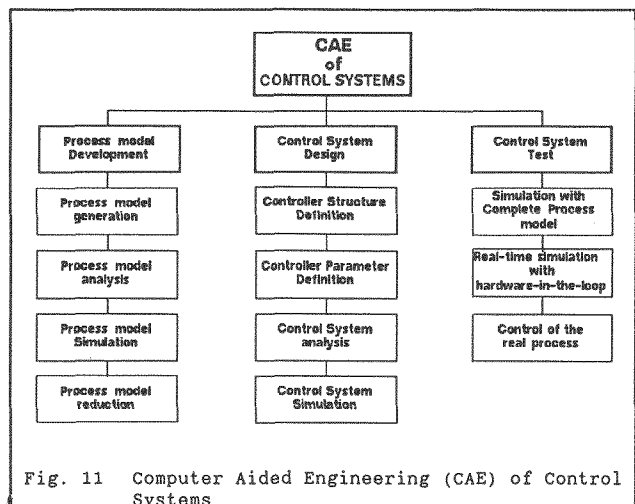 CAE
of
CONTROL SYSTEMS
Process model
Development
Process model
generation
Process model
analysis
Process model
Simulation
Process model
reduction
Control System
Design
Controller Structure
Definition
Controller Parameter
Definition
Control System
analysis
Control System
Simulation
Control System
Test
Simulation with
Complete Process
model
Real-time simulation
with
hardware-in-the-loop
Control of the
real process
Fig. 11 Computer Aided Engineering (CAE) of Control
Systems